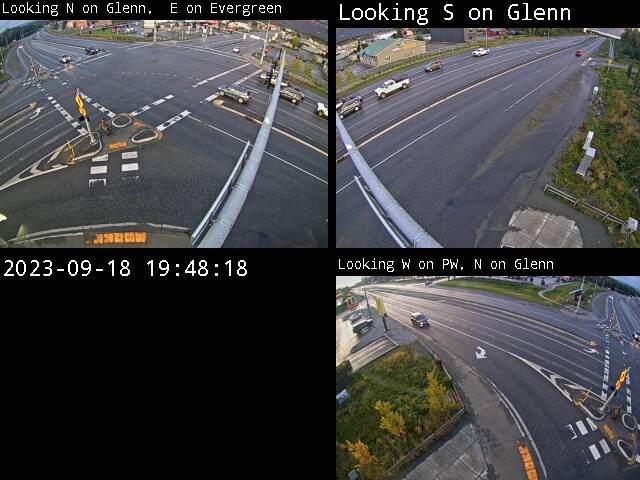 Looking N on Glenn,  E on Evergreen
Looking S on Glenn
2023-09-18 19:48:18
Looking W on PW, N on Glenn